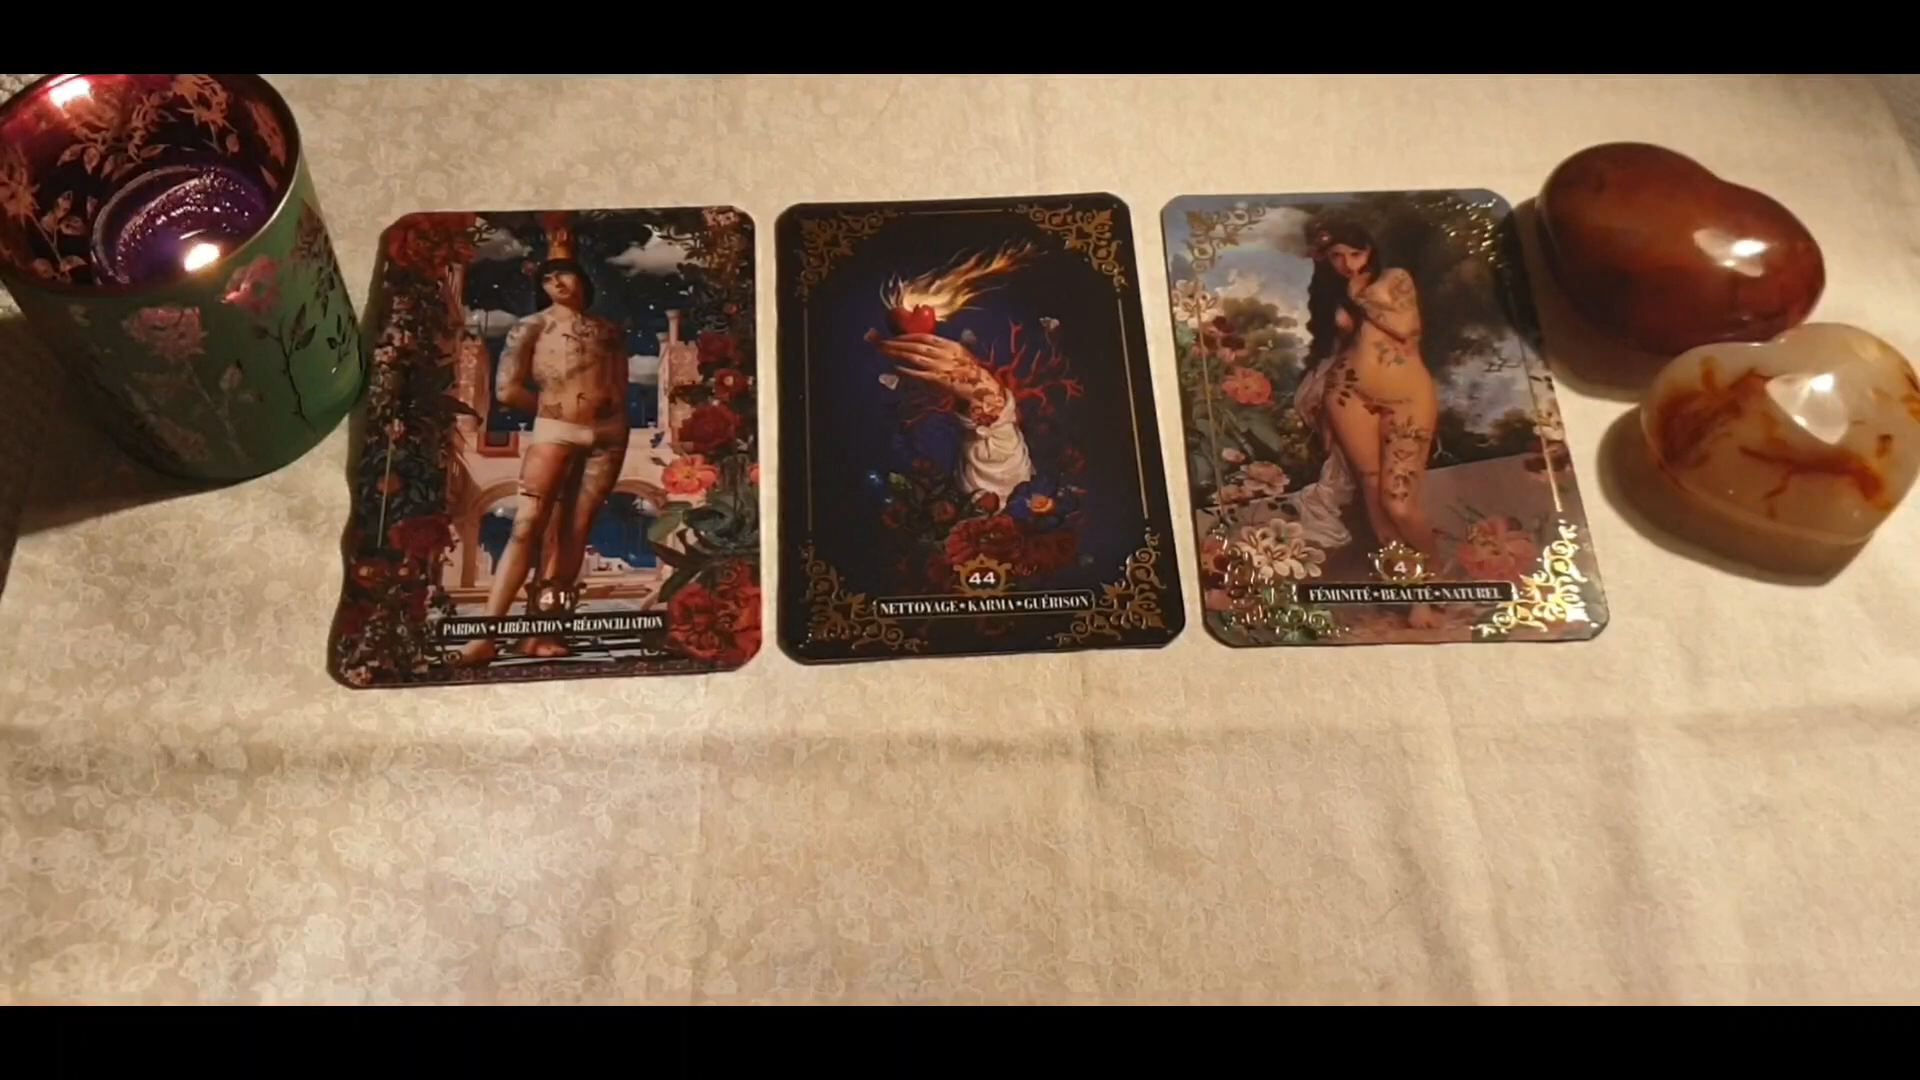 41
PARDON★LIBÉRATION★RÉCONCILIATION
44
NETTOYAGE★KARMA★GUÉRISON
4
FÉMINITÉ★BEAUTÉ★NATUREL